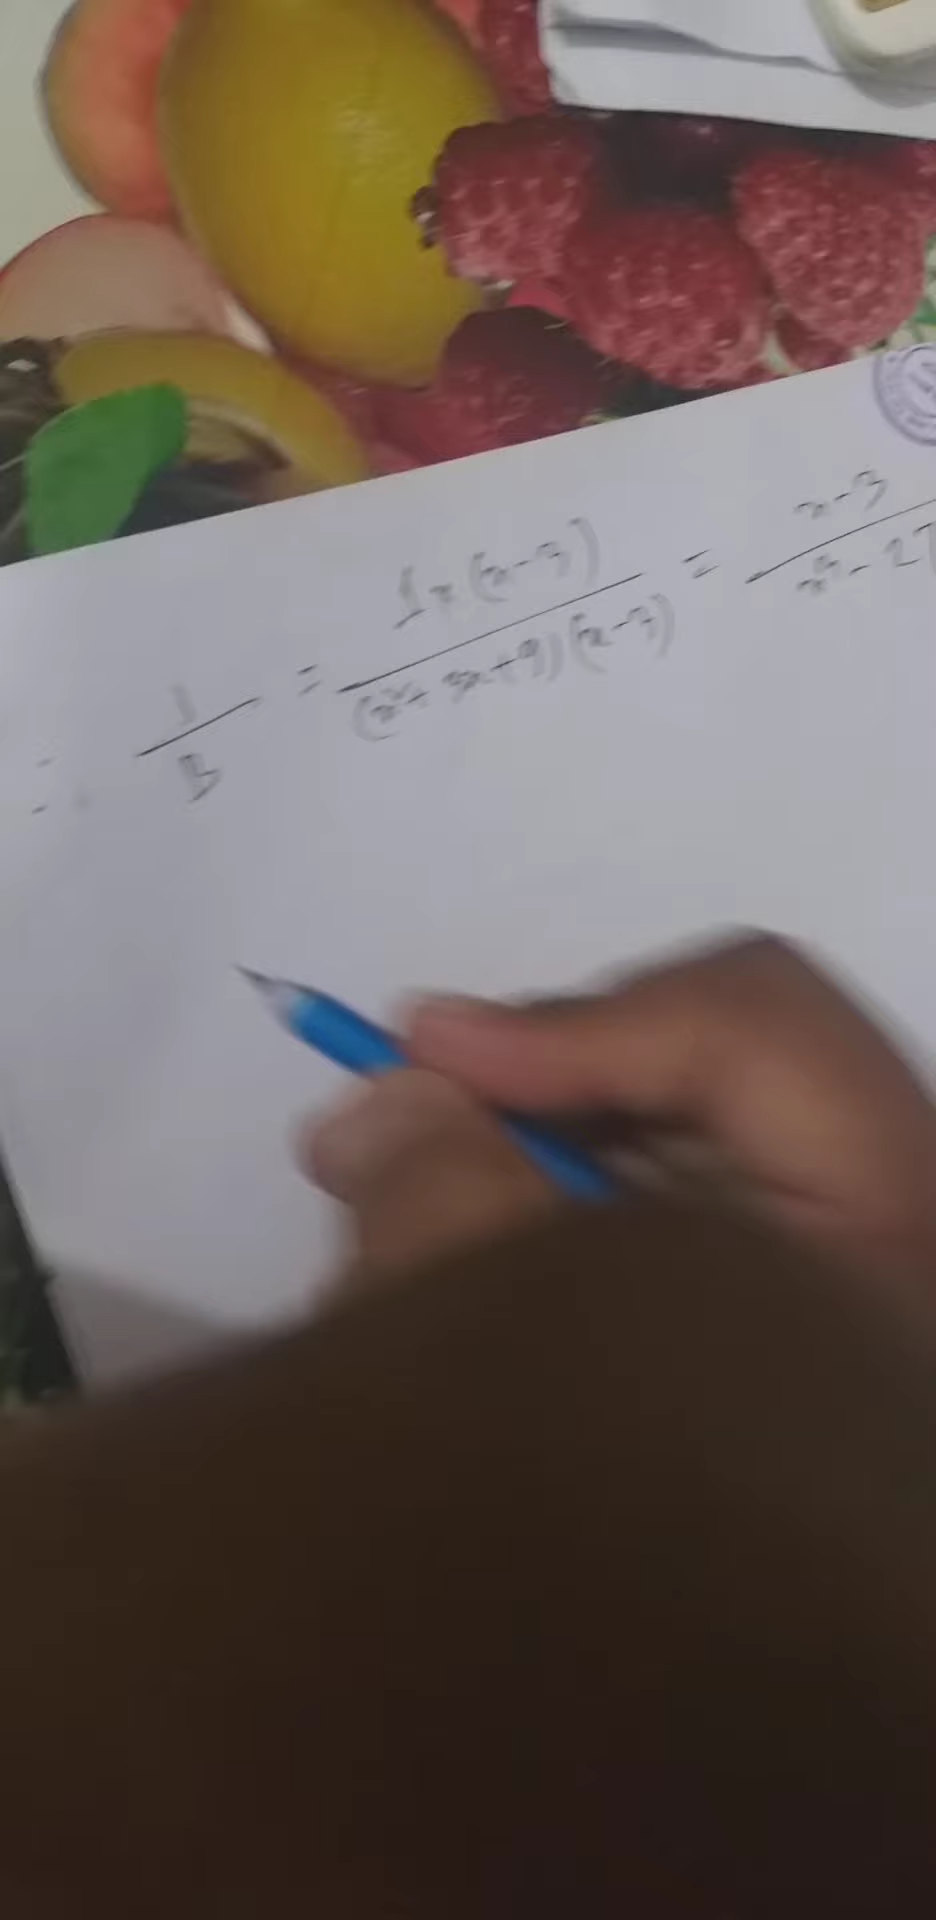 ∴ 1/B = 1×(x-3)/(x²+3x+9)(x-3) = x-3/x³-27